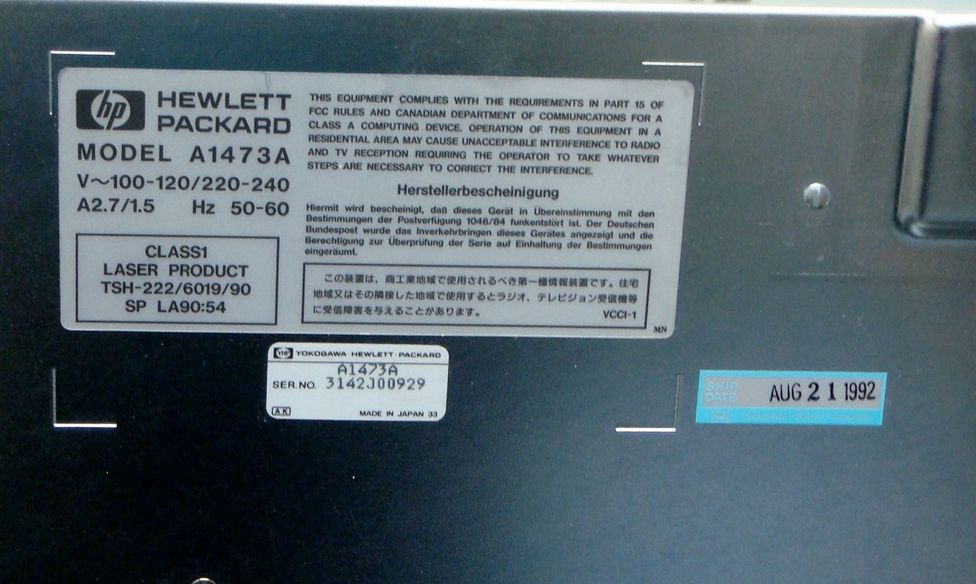 hp HEWLETT
PACKARD
MODEL A1473A
V~100-120/220-240
A2.7/1.5 Hz 50-60
CLASS1
LASER PRODUCT
TSH-222/6019/90
SP LA90:54
THIS EQUIPMENT COMPLIES WITH THE REQUIREMENTS IN PART 15 OF
FCC RULES AND CANADIAN DEPARTMENT OF COMMUNICATIONS FOR A
CLASS A COMPUTING DEVICE. OPERATION OF THIS EQUIPMENT IN A
RESIDENTIAL AREA MAY CAUSE UNACCEPTABLE INTERFERENCE TO RADIO
AND TV RECEPTION REQUIRING THE OPERATOR TO TAKE WHATEVER
STEPS ARE NECESSARY TO CORRECT THE INTERFERENCE.
Herstellerbescheinigung
Hiermit wird bescheinigt, daß dieses Gerät in Übereinstimmung mit den
Bestimmungen der Postverfügung 1046/84 funkentstört ist. Der Deutschen
Bundespost wurde das Inverkehrbringen dieses Gerätes angezeigt und die
Berechtigung zur Überprüfung der Serie auf Einhaltung der Bestimmungen
eingeräumt.
この装置は、商工業地域で使用されるべき第一種情報装置です。住宅
地域又はその隣接した地域で使用するとラジオ、テレビジョン受信機等
に受信障害を与えることがあります。 VCCI-1
MN
YHP YOKOGAWA·HEWLETT·PACKARD
A1473A
SER.NO. 3142J00929
AK MADE IN JAPAN 33
SHIP
DATE AUG 21 1992